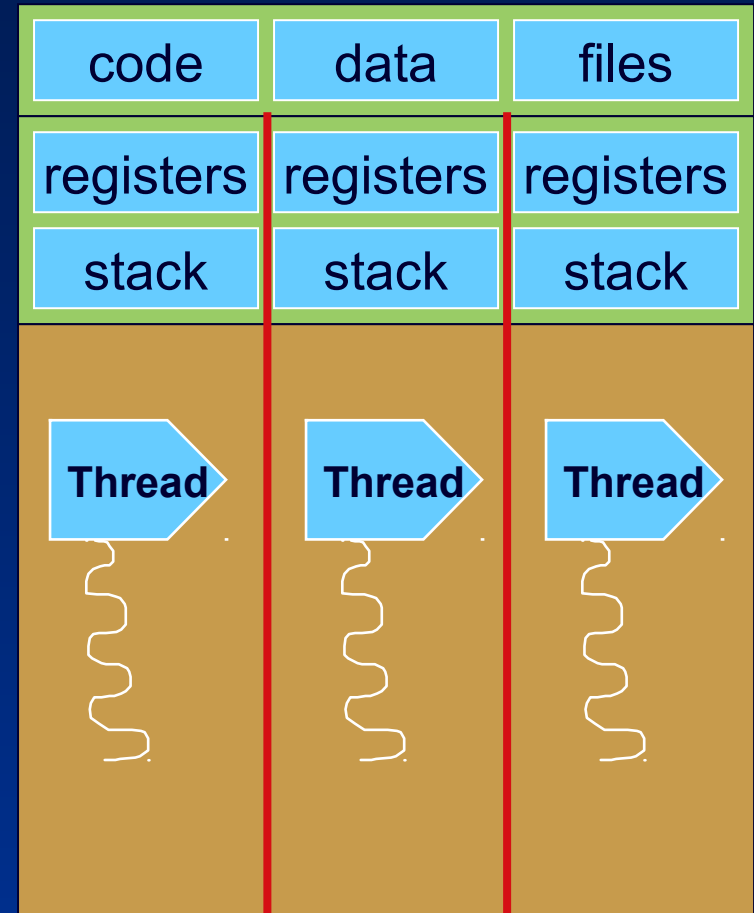 code data files
registers registers registers
stack stack stack
Thread Thread Thread